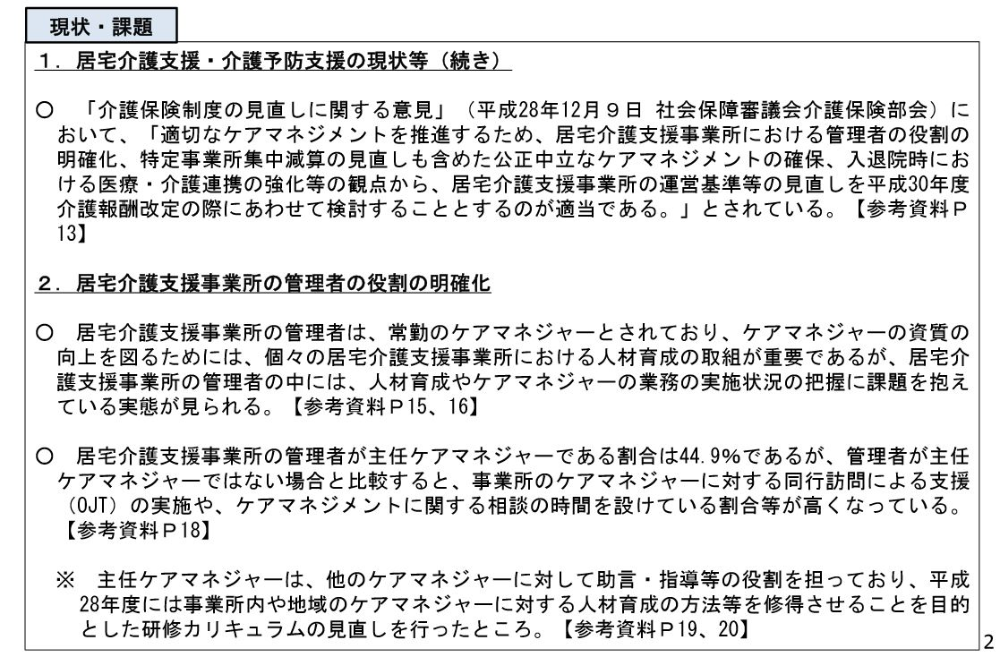 現状・課題
１．居宅介護支援・介護予防支援の現状等（続き）
○　「介護保険制度の見直しに関する意見」（平成28年12月９日 社会保障審議会介護保険部会）に
おいて、「適切なケアマネジメントを推進するため、居宅介護支援事業所における管理者の役割の
明確化、特定事業所集中減算の見直しも含めた公正中立なケアマネジメントの確保、入退院時にお
ける医療・介護連携の強化等の観点から、居宅介護支援事業所の運営基準等の見直しを平成30年度
介護報酬改定の際にあわせて検討することとするのが適当である。」とされている。【参考資料Ｐ
13】
２．居宅介護支援事業所の管理者の役割の明確化
○　居宅介護支援事業所の管理者は、常勤のケアマネジャーとされており、ケアマネジャーの資質の
向上を図るためには、個々の居宅介護支援事業所における人材育成の取組が重要であるが、居宅介
護支援事業所の管理者の中には、人材育成やケアマネジャーの業務の実施状況の把握に課題を抱え
ている実態が見られる。【参考資料Ｐ15、16】
○　居宅介護支援事業所の管理者が主任ケアマネジャーである割合は44.9％であるが、管理者が主任
ケアマネジャーではない場合と比較すると、事業所のケアマネジャーに対する同行訪問による支援
（OJT）の実施や、ケアマネジメントに関する相談の時間を設けている割合等が高くなっている。
【参考資料Ｐ18】
※　主任ケアマネジャーは、他のケアマネジャーに対して助言・指導等の役割を担っており、平成
28年度には事業所内や地域のケアマネジャーに対する人材育成の方法等を修得させることを目的
とした研修カリキュラムの見直しを行ったところ。【参考資料Ｐ19、20】
2